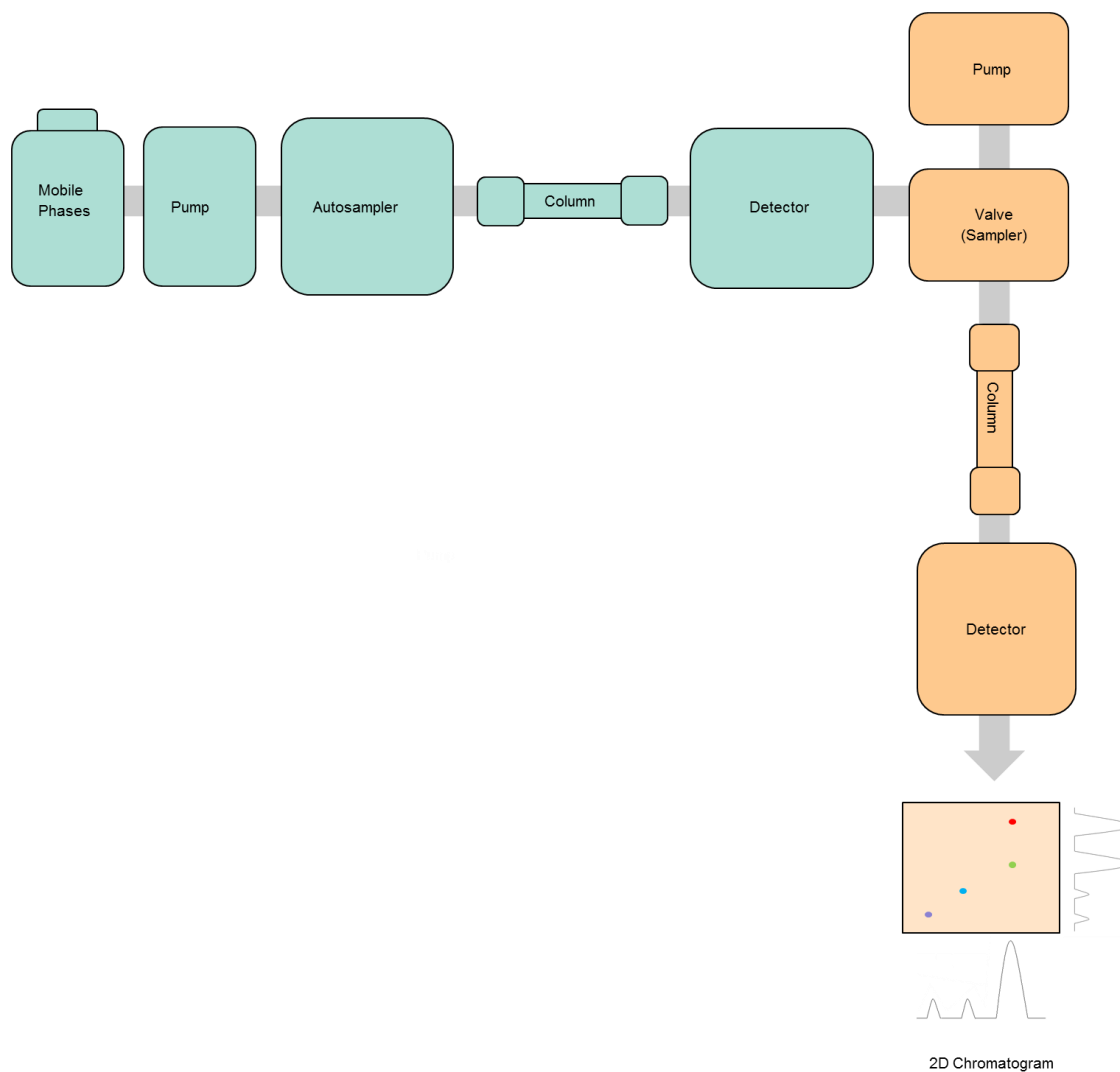 Pump
Mobile
Phases
Pump
Autosampler
Column
Detector
Valve
(Sampler)
Column
Detector
2D Chromatogram